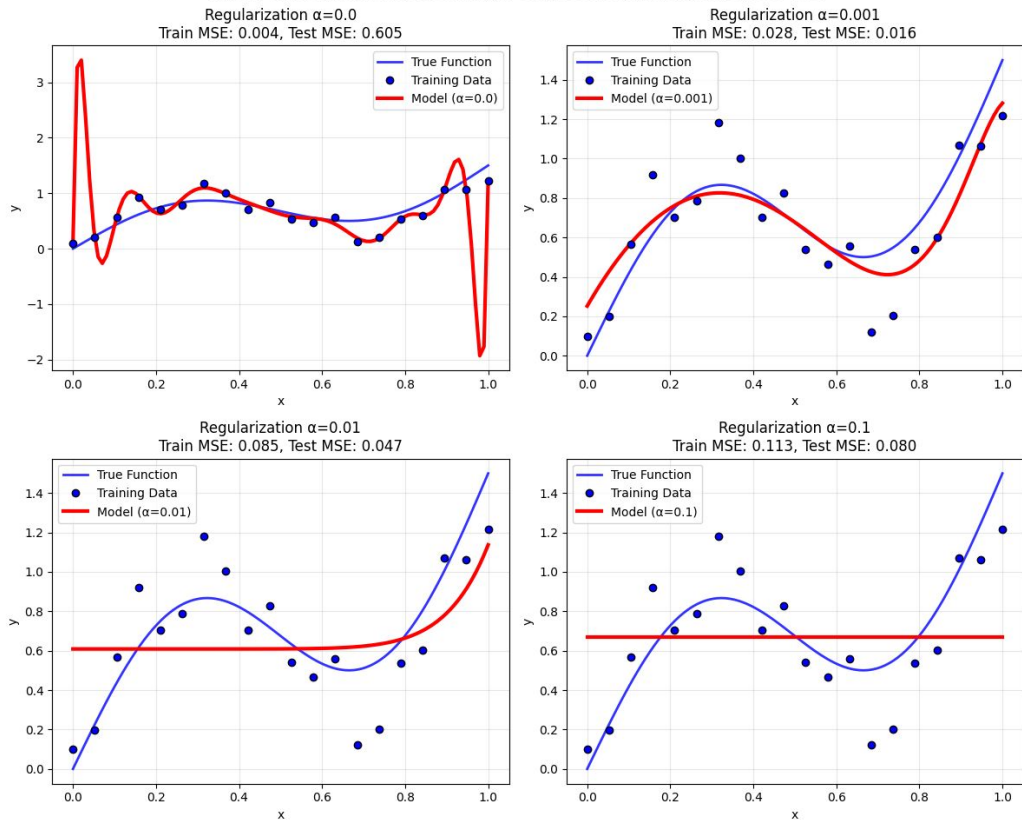 Regularization α=0.0
Train MSE: 0.004, Test MSE: 0.605
True Function
Training Data
Model (α=0.0)
3
2
1
0
−1
−2
y
0.0 0.2 0.4 0.6 0.8 1.0
x
Regularization α=0.001
Train MSE: 0.028, Test MSE: 0.016
True Function
Training Data
Model (α=0.001)
1.4
1.2
1.0
0.8
0.6
0.4
0.2
0.0
y
0.0 0.2 0.4 0.6 0.8 1.0
x
Regularization α=0.01
Train MSE: 0.085, Test MSE: 0.047
True Function
Training Data
Model (α=0.01)
1.4
1.2
1.0
0.8
0.6
0.4
0.2
0.0
y
0.0 0.2 0.4 0.6 0.8 1.0
x
Regularization α=0.1
Train MSE: 0.113, Test MSE: 0.080
True Function
Training Data
Model (α=0.1)
1.4
1.2
1.0
0.8
0.6
0.4
0.2
0.0
y
0.0 0.2 0.4 0.6 0.8 1.0
x